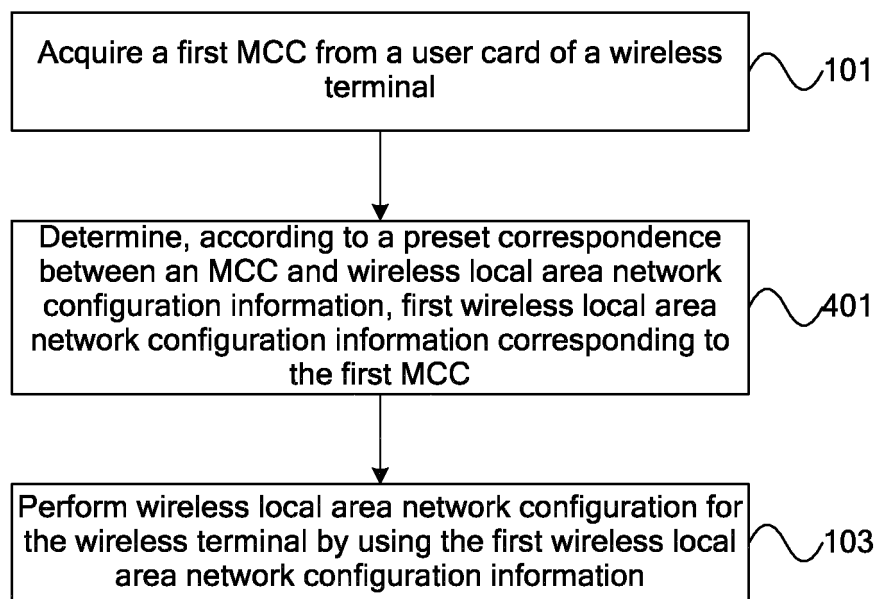 Acquire a first MCC from a user card of a wireless
terminal
101
Determine, according to a preset correspondence
between an MCC and wireless local area network
configuration information, first wireless local area
network configuration information corresponding to
the first MCC
401
Perform wireless local area network configuration for
the wireless terminal by using the first wireless local
area network configuration information
103